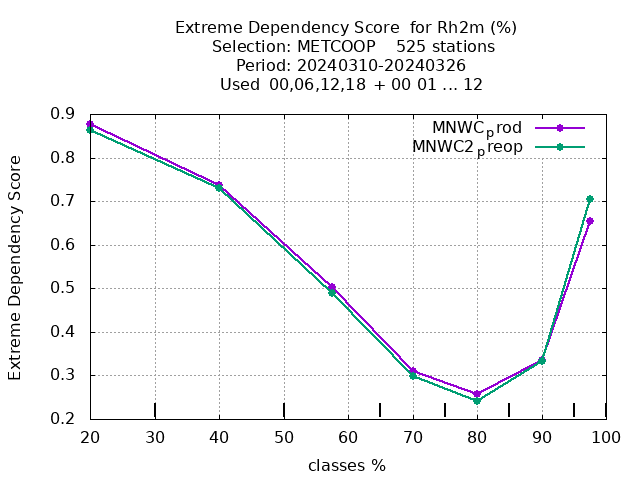 Extreme Dependency Score  for Rh2m (%)
Selection: METCOOP    525 stations
Period: 20240310-20240326
Used  00,06,12,18  + 00 01 ... 12
MNWCprod
MNWC2preop
Extreme Dependency Score
0.9
0.8
0.7
0.6
0.5
0.4
0.3
0.2
20 30 40 50 60 70 80 90 100
classes %